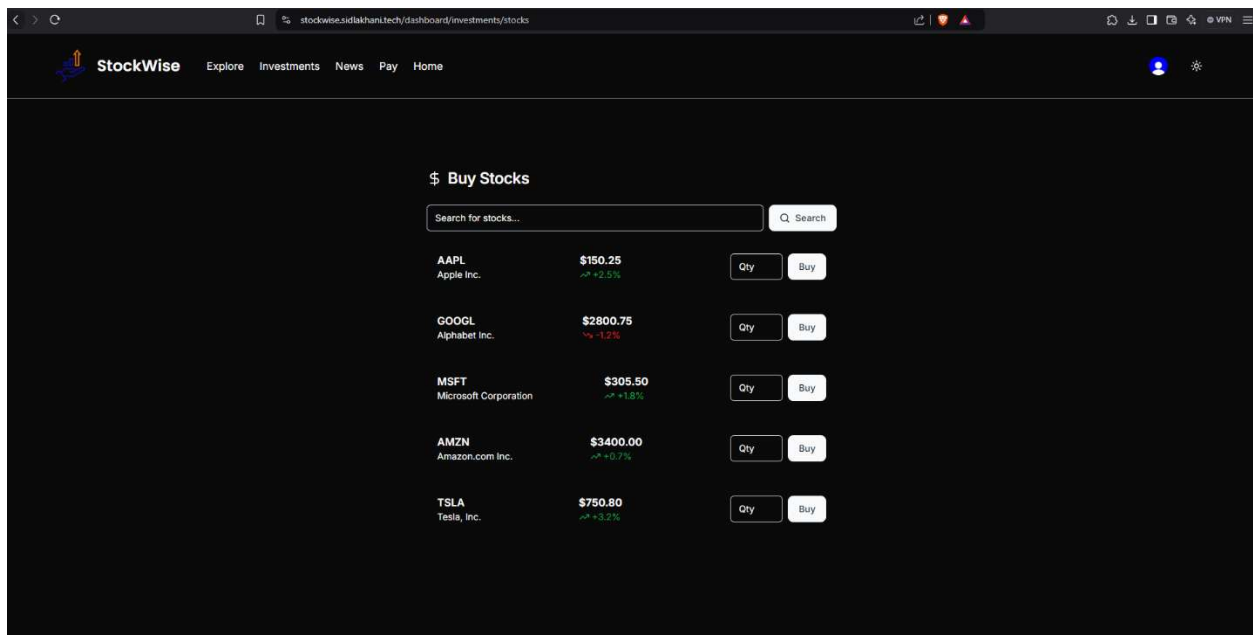 stockwise.sidlakhani.tech/dashboard/investments/stocks
VPN
StockWise Explore Investments News Pay Home
$ Buy Stocks
Search for stocks... Search
AAPL $150.25 Qty Buy
Apple Inc. +2.5%
GOOGL $2800.75 Qty Buy
Alphabet Inc. -1.2%
MSFT $305.50 Qty Buy
Microsoft Corporation +1.8%
AMZN $3400.00 Qty Buy
Amazon.com Inc. +0.7%
TSLA $750.80 Qty Buy
Tesla, Inc. +3.2%